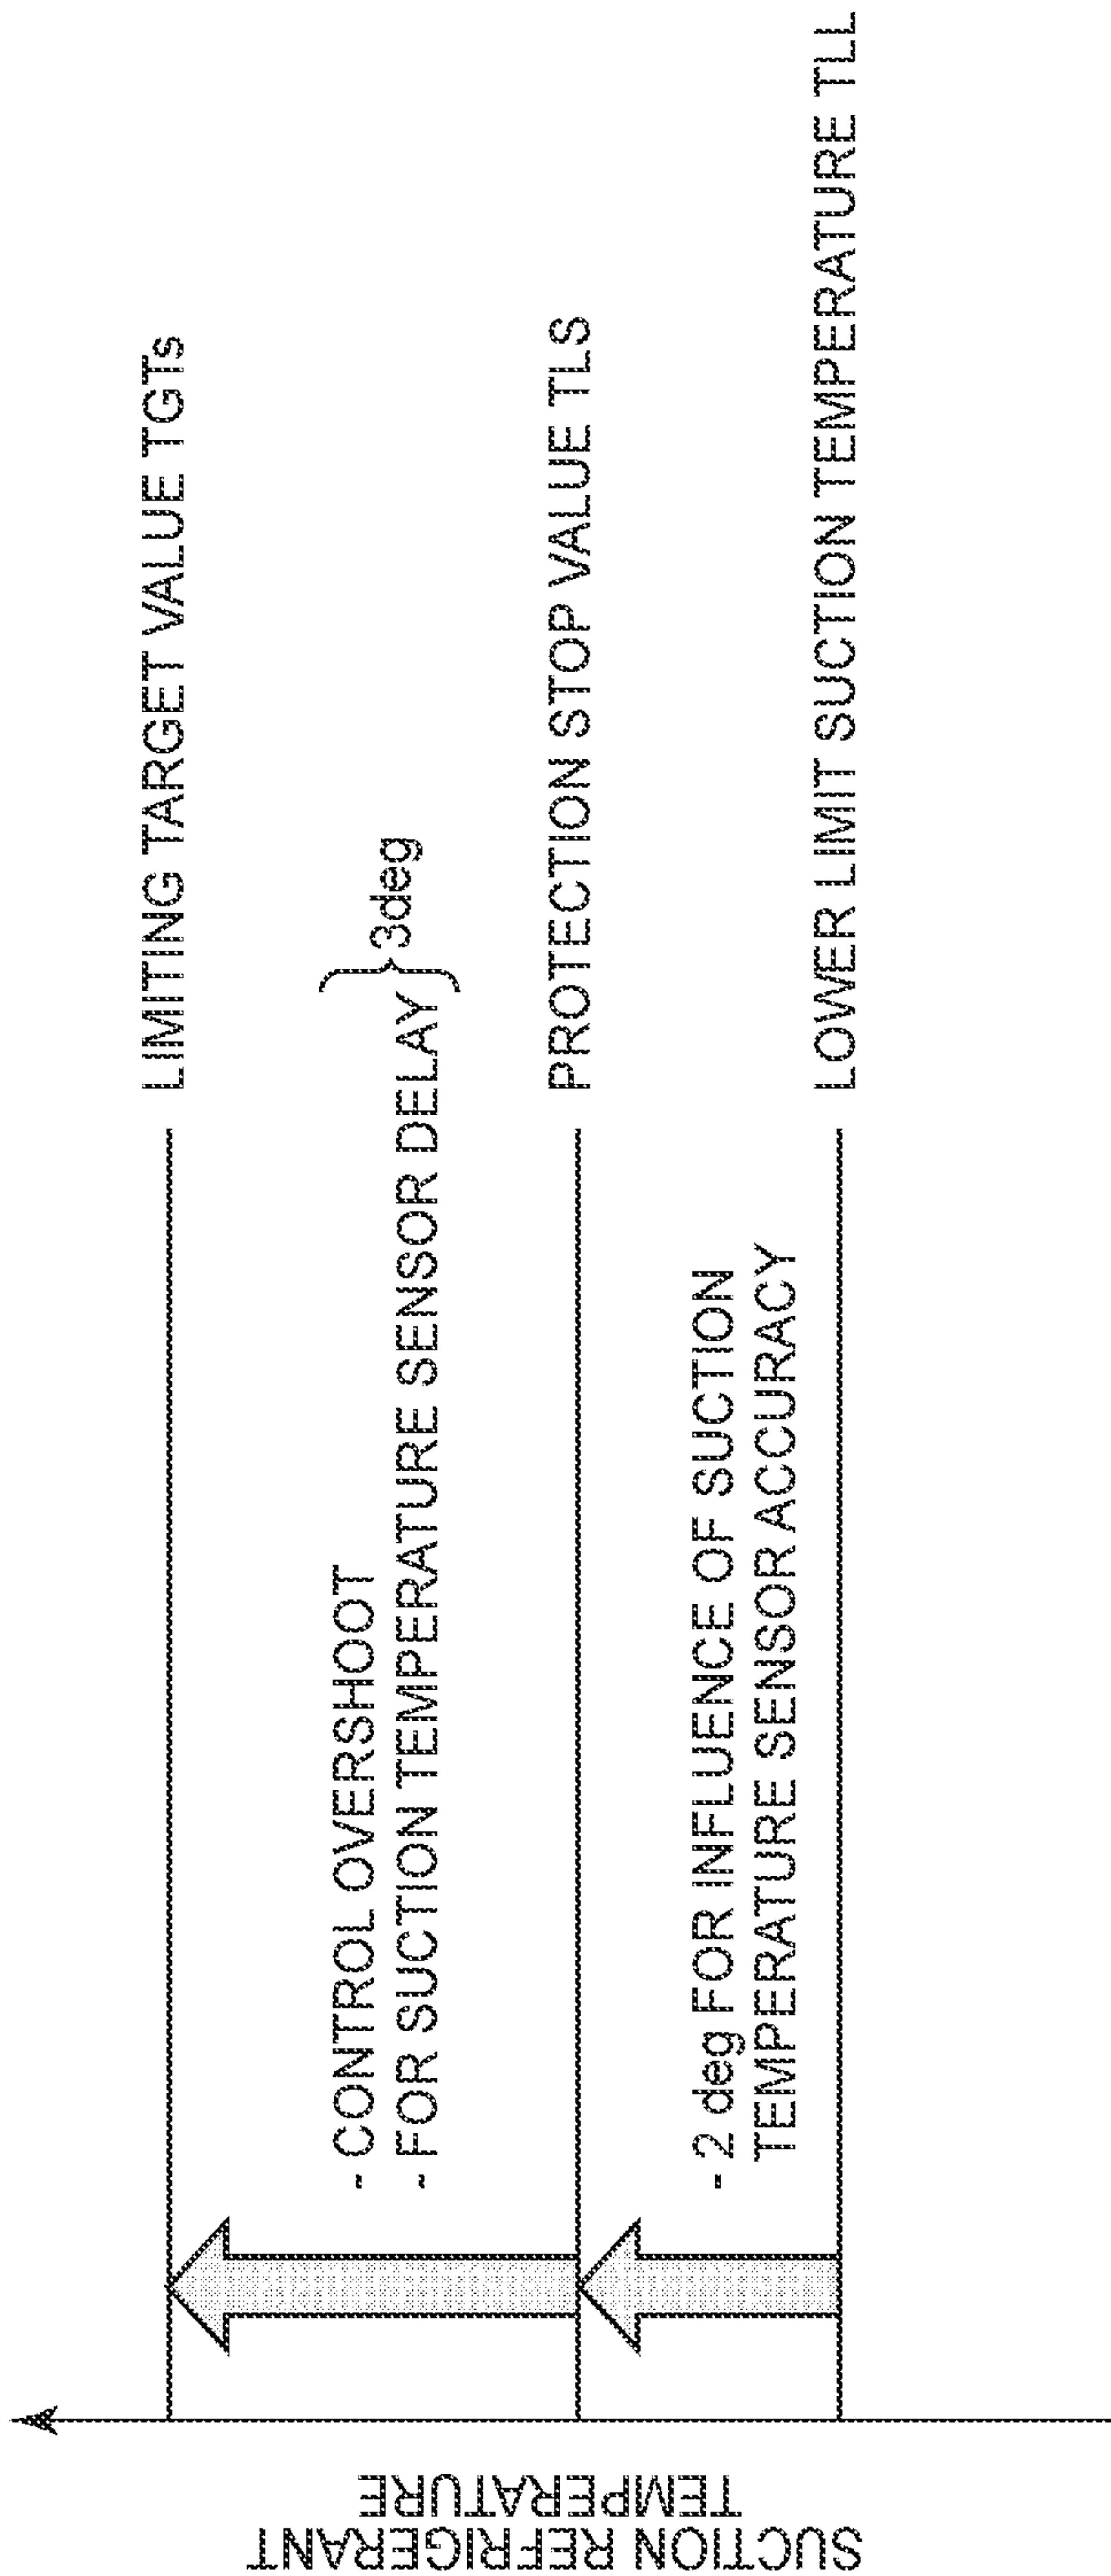 SUCTION REFRIGERANT
TEMPERATURE
LIMITING TARGET VALUE TGTs
- CONTROL OVERSHOOT
- FOR SUCTION TEMPERATURE SENSOR DELAY
3deg
PROTECTION STOP VALUE TLS
- 2 deg FOR INFLUENCE OF SUCTION
TEMPERATURE SENSOR ACCURACY
LOWER LIMIT SUCTION TEMPERATURE TLL